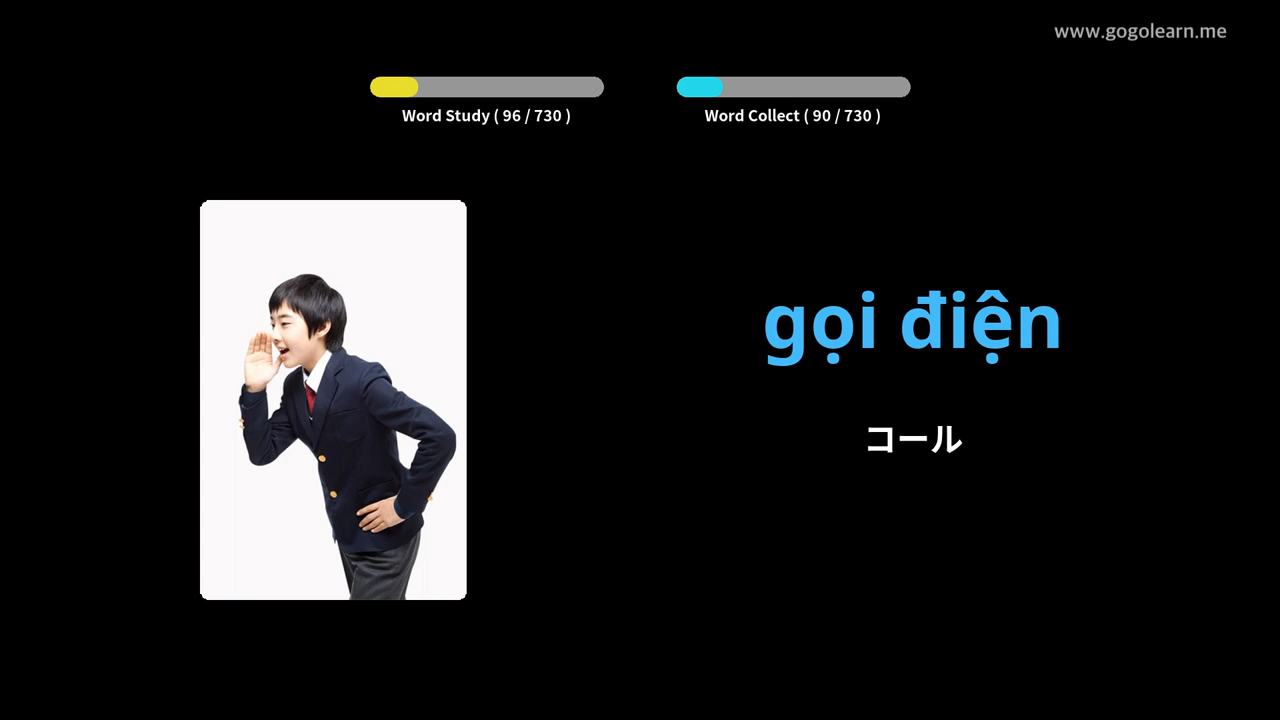 www.gogolearn.me
Word Study ( 96 / 730 )
Word Collect ( 90 / 730 )
gọi điện
コール